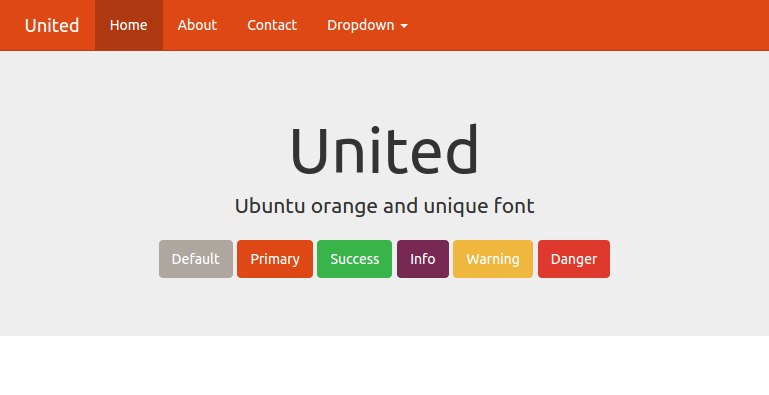 United Home About Contact Dropdown
United
Ubuntu orange and unique font
Default Primary Success Info Warning Danger